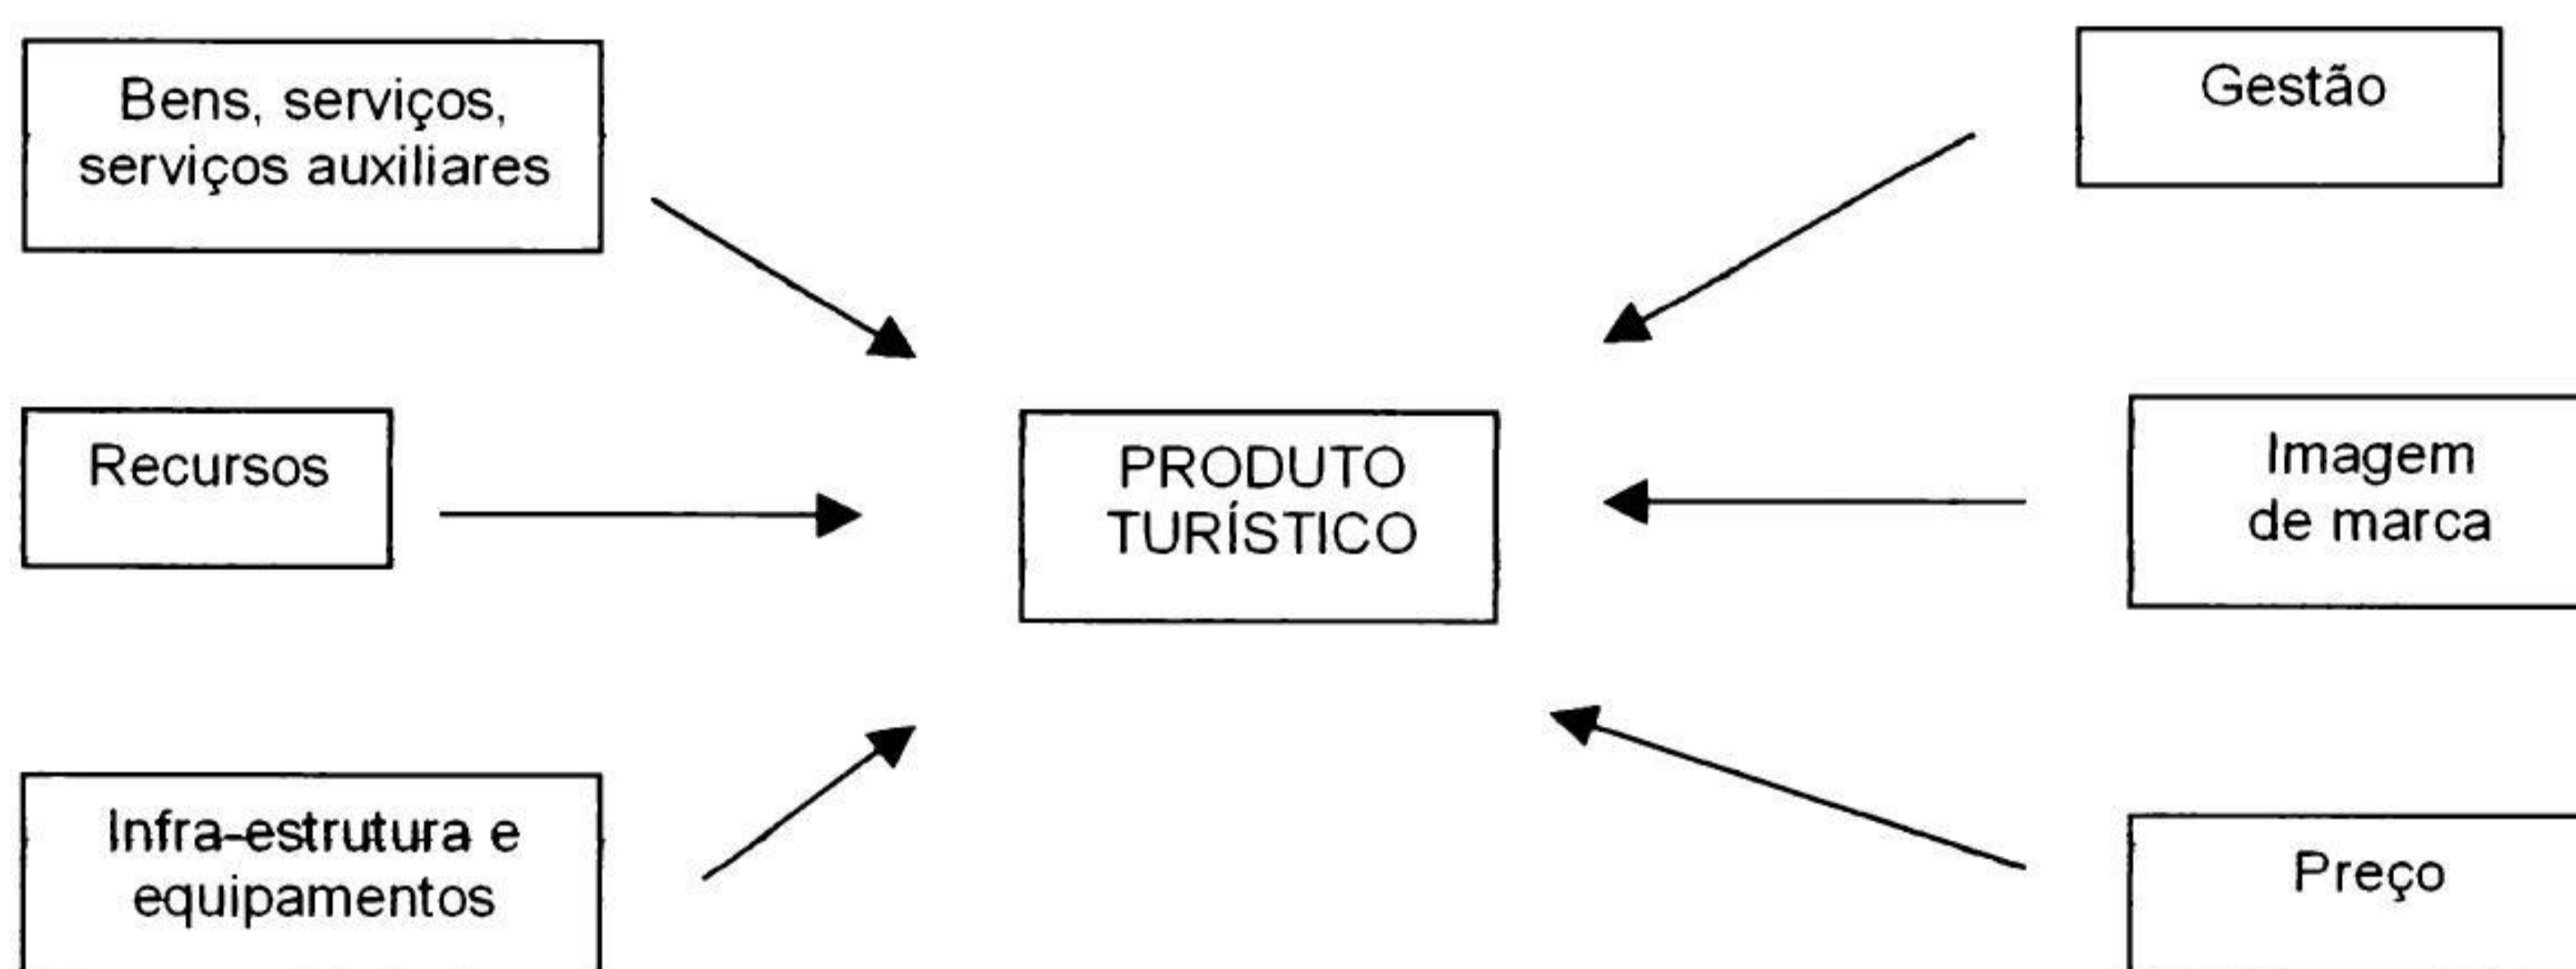 Bens, serviços,
serviços auxiliares
Gestão
Recursos
PRODUTO
TURÍSTICO
Imagem
de marca
Infra-estrutura e
equipamentos
Preço